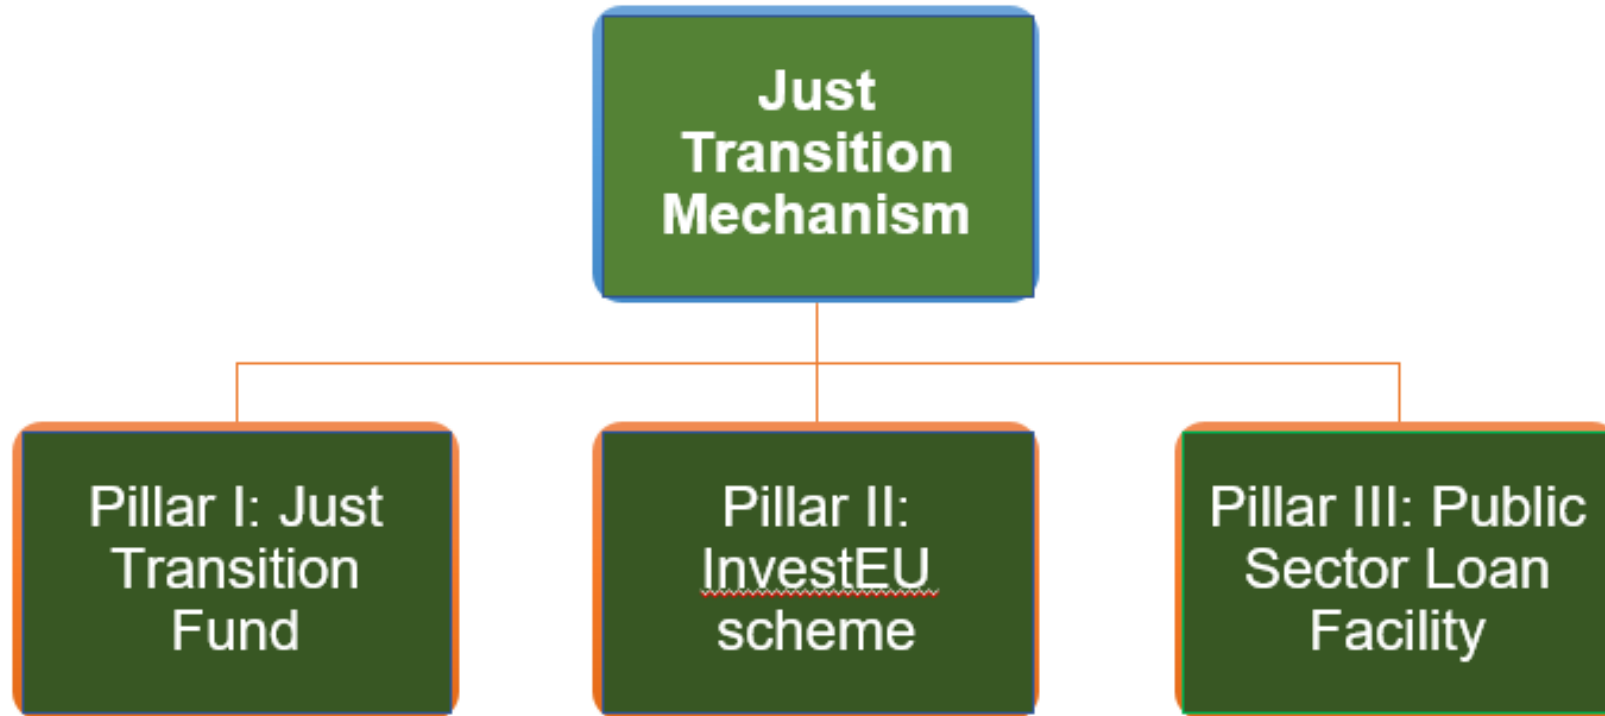 Just
Transition
Mechanism
Pillar I: Just
Transition
Fund
Pillar II:
InvestEU
scheme
Pillar III: Public
Sector Loan
Facility